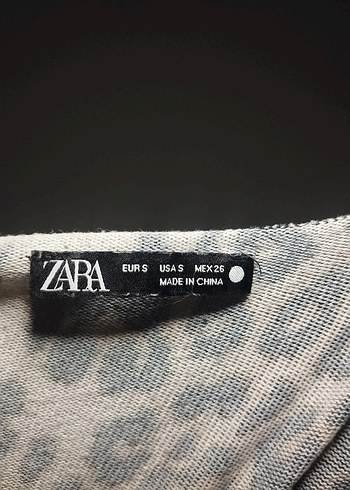 ZARA EUR S USA S MEX 26
MADE IN CHINA